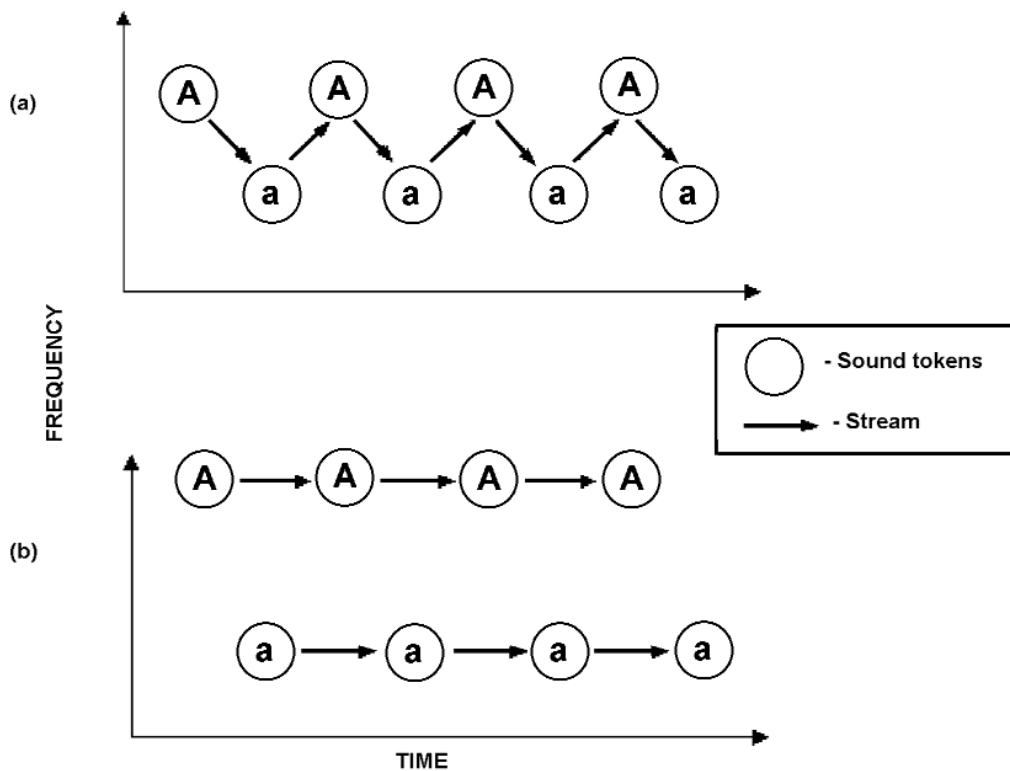 (a)
A A A A
a a a a
FREQUENCY
- Sound tokens
- Stream
(b)
A A A A
a a a a
TIME